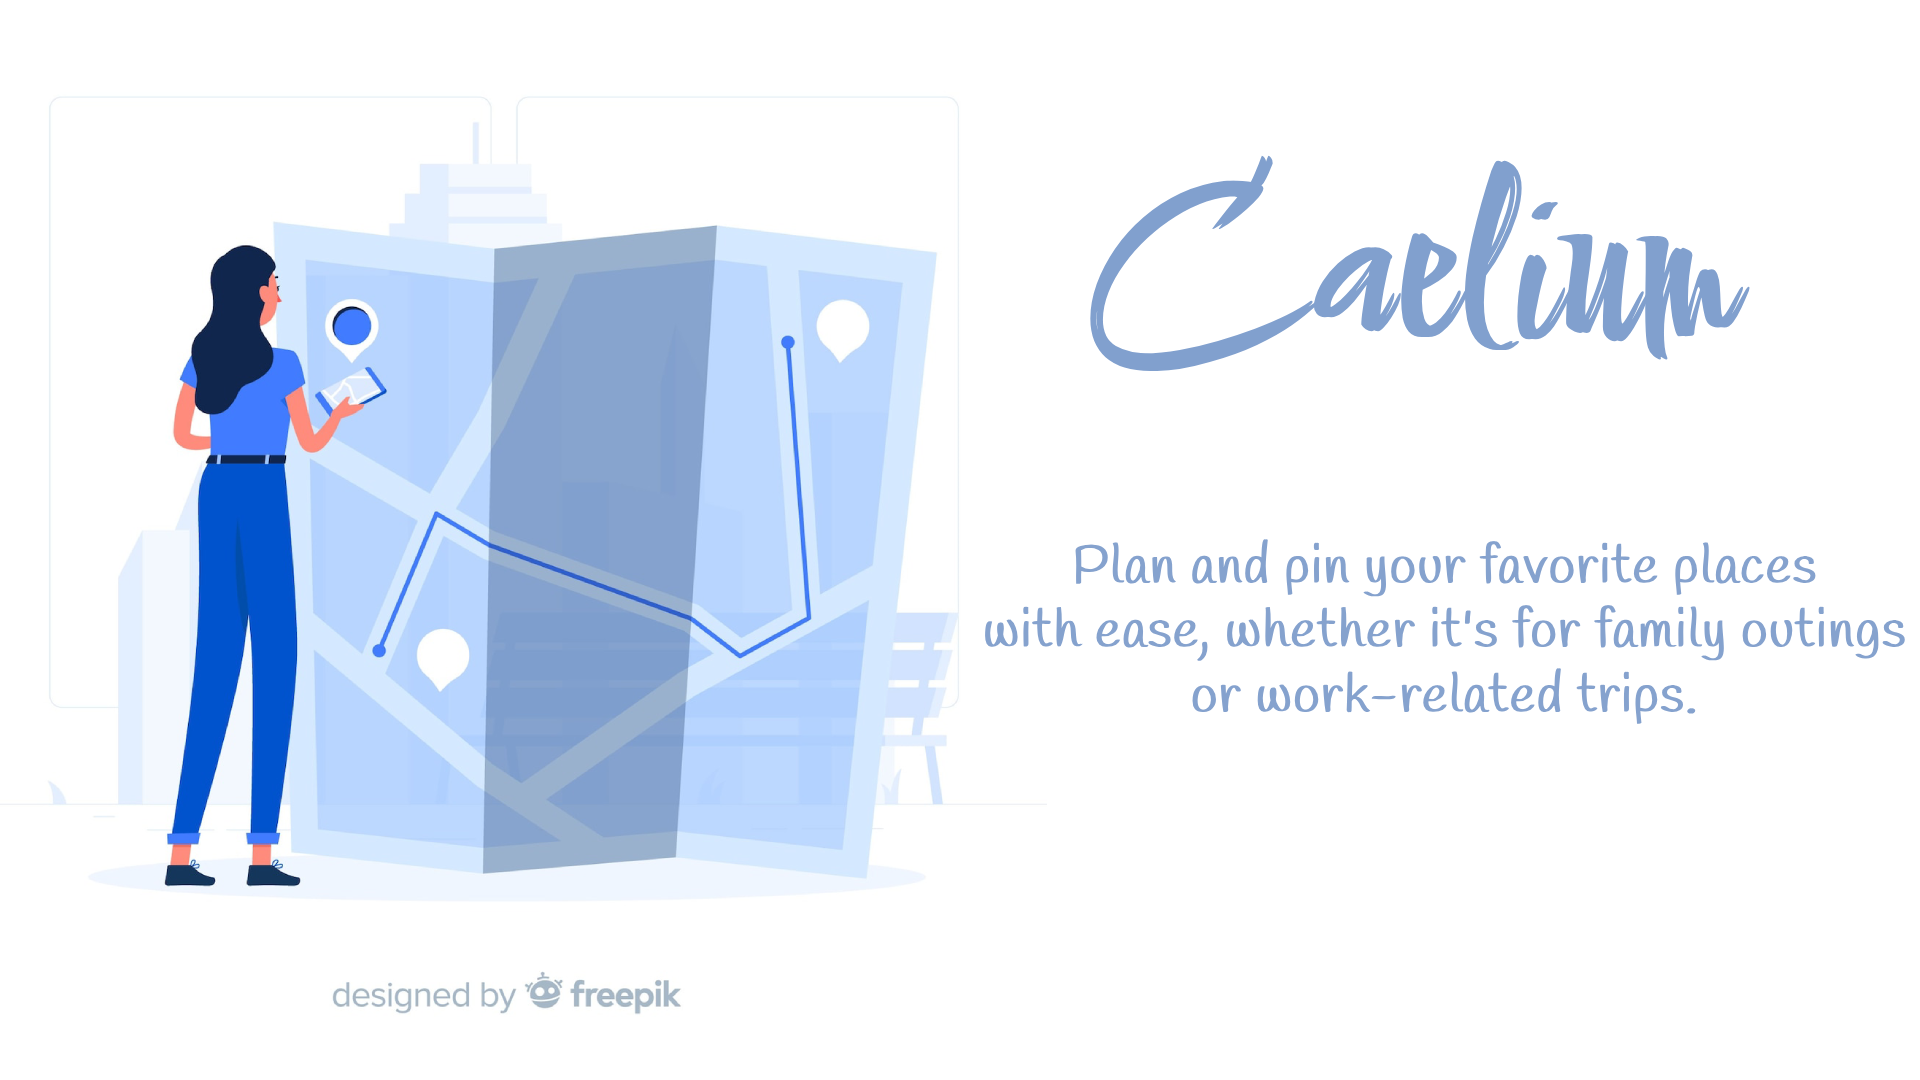 Caelium
Plan and pin your favorite places
with ease, whether it's for family outings
or work-related trips.
designed by freepik